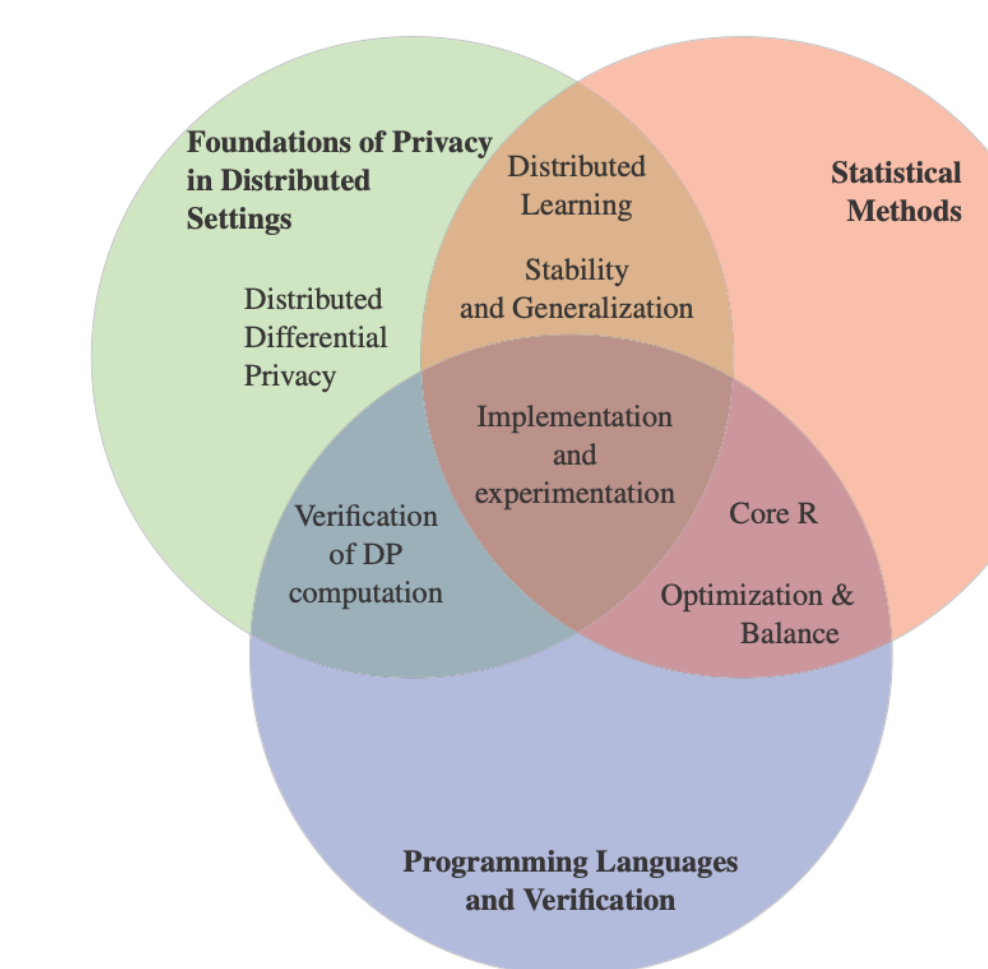 Foundations of Privacy
in Distributed
Settings
Distributed
Differential
Privacy
Distributed
Learning
Stability
and Generalization
Statistical
Methods
Implementation
and
experimentation
Verification
of DP
computation
Core R
Optimization &
Balance
Programming Languages
and Verification